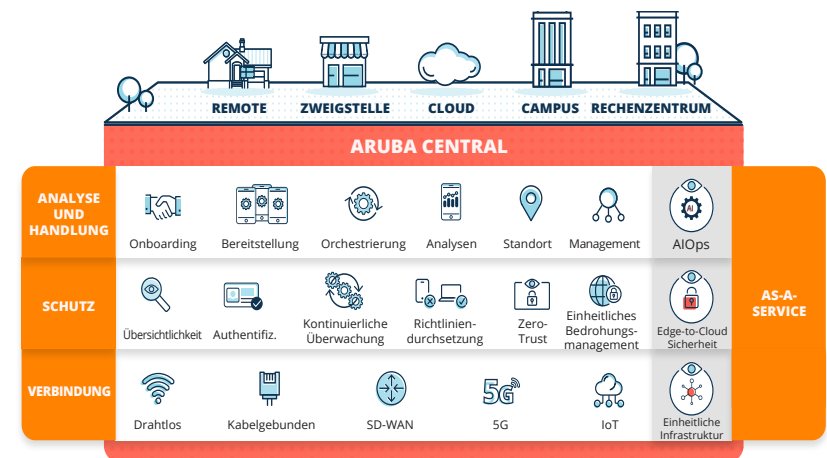 REMOTE ZWEIGSTELLE CLOUD CAMPUS RECHENZENTRUM
ARUBA CENTRAL
ANALYSE
UND
HANDLUNG
Onboarding Bereitstellung Orchestrierung Analysen Standort Management AIOps
AI
SCHUTZ
Übersichtlichkeit Authentifiz.
Kontinuierliche
Überwachung
Richtlinien-
durchsetzung
Zero-
Trust
Einheitliches
Bedrohungs-
management
Edge-to-Cloud
Sicherheit
VERBINDUNG
5G
Drahtlos Kabelgebunden SD-WAN 5G IoT
Einheitliche
Infrastruktur
AS-A-
SERVICE